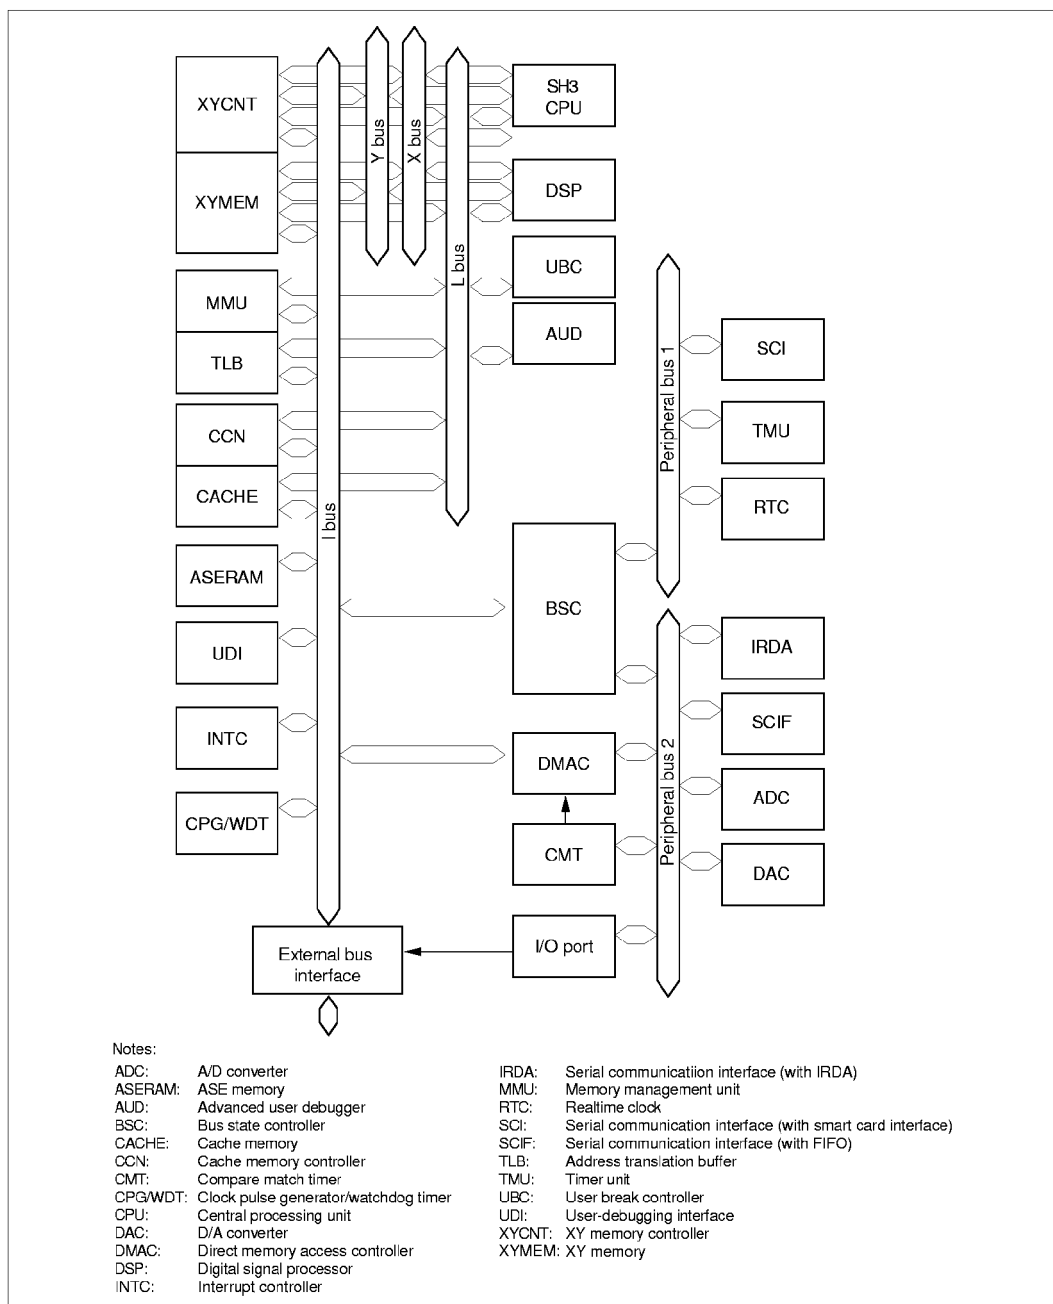 XYCNT
XYMEM
MMU
TLB
CCN
CACHE
ASERAM
UDI
INTC
CPG/WDT
I bus
Y bus
X bus
L bus
SH3
CPU
DSP
UBC
AUD
BSC
DMAC
CMT
I/O port
External bus
interface
Peripheral bus 1
Peripheral bus 2
SCI
TMU
RTC
IRDA
SCIF
ADC
DAC
Notes:
ADC: A/D converter
ASERAM: ASE memory
AUD: Advanced user debugger
BSC: Bus state controller
CACHE: Cache memory
CCN: Cache memory controller
CMT: Compare match timer
CPG/WDT: Clock pulse generator/watchdog timer
CPU: Central processing unit
DAC: D/A converter
DMAC: Direct memory access controller
DSP: Digital signal processor
INTC: Interrupt controller
IRDA: Serial communicatiion interface (with IRDA)
MMU: Memory management unit
RTC: Realtime clock
SCI: Serial communication interface (with smart card interface)
SCIF: Serial communication interface (with FIFO)
TLB: Address translation buffer
TMU: Timer unit
UBC: User break controller
UDI: User-debugging interface
XYCNT: XY memory controller
XYMEM: XY memory